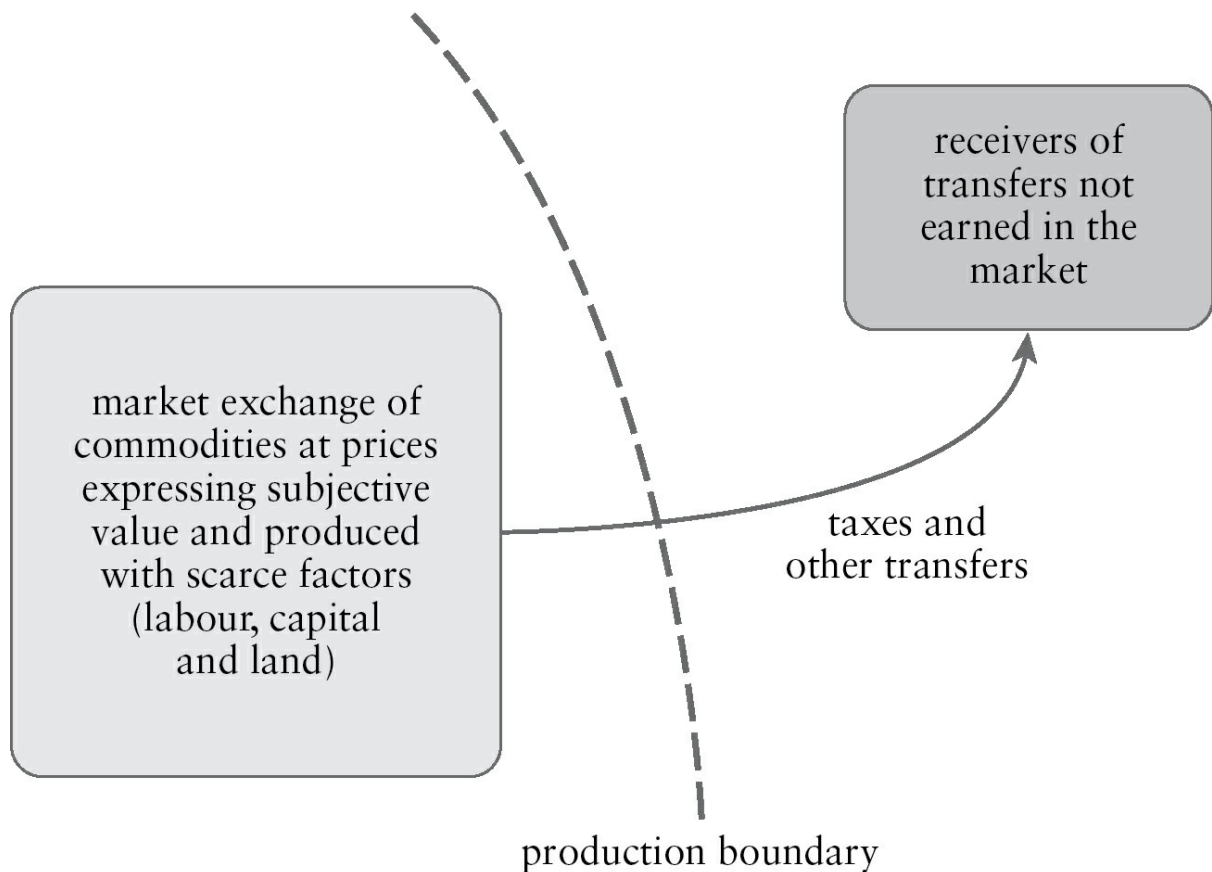 receivers of
transfers not
earned in the
market
market exchange of
commodities at prices
expressing subjective
value and produced
with scarce factors
(labour, capital
and land)
taxes and
other transfers
production boundary